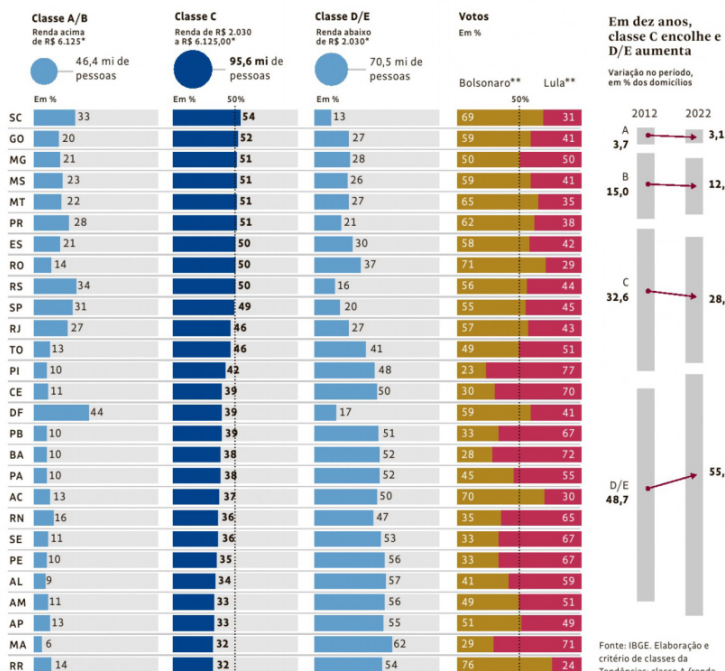 Classe A/B
Renda acima
de R$ 6.125*
46,4 mi de
pessoas
Em %
Classe C
Renda de R$ 2.030
a R$ 6.125,00*
95,6 mi de
pessoas
Em % 50%
Classe D/E
Renda abaixo
de R$ 2.030*
70,5 mi de
pessoas
Em %
Votos
Em %
Bolsonaro** Lula**
50%
SC 33 54 13 69 31
GO 20 52 27 59 41
MG 21 51 28 50 50
MS 23 51 26 59 41
MT 22 51 27 65 35
PR 28 51 21 62 38
ES 21 50 30 58 42
RO 14 50 37 71 29
RS 34 50 16 56 44
SP 31 49 20 55 45
RJ 27 46 27 57 43
TO 13 46 41 49 51
PI 10 42 48 23 77
CE 11 39 50 30 70
DF 44 39 17 59 41
PB 10 39 51 33 67
BA 10 38 52 28 72
PA 10 38 52 45 55
AC 13 37 50 70 30
RN 16 36 47 35 65
SE 11 36 53 33 67
PE 10 35 56 33 67
AL 9 34 57 41 59
AM 11 33 56 49 51
AP 13 33 55 51 49
MA 6 32 62 29 71
RR 14 32 54 76 24
Em dez anos,
classe C encolhe e
D/E aumenta
Variação no período,
em % dos domicílios
2012 2022
A
3,7 3,1
B
15,0 12,
C
32,6 28,
D/E
48,7 55,
Fonte: IBGE. Elaboração e
critério de classes da
Tendências: classe A (renda